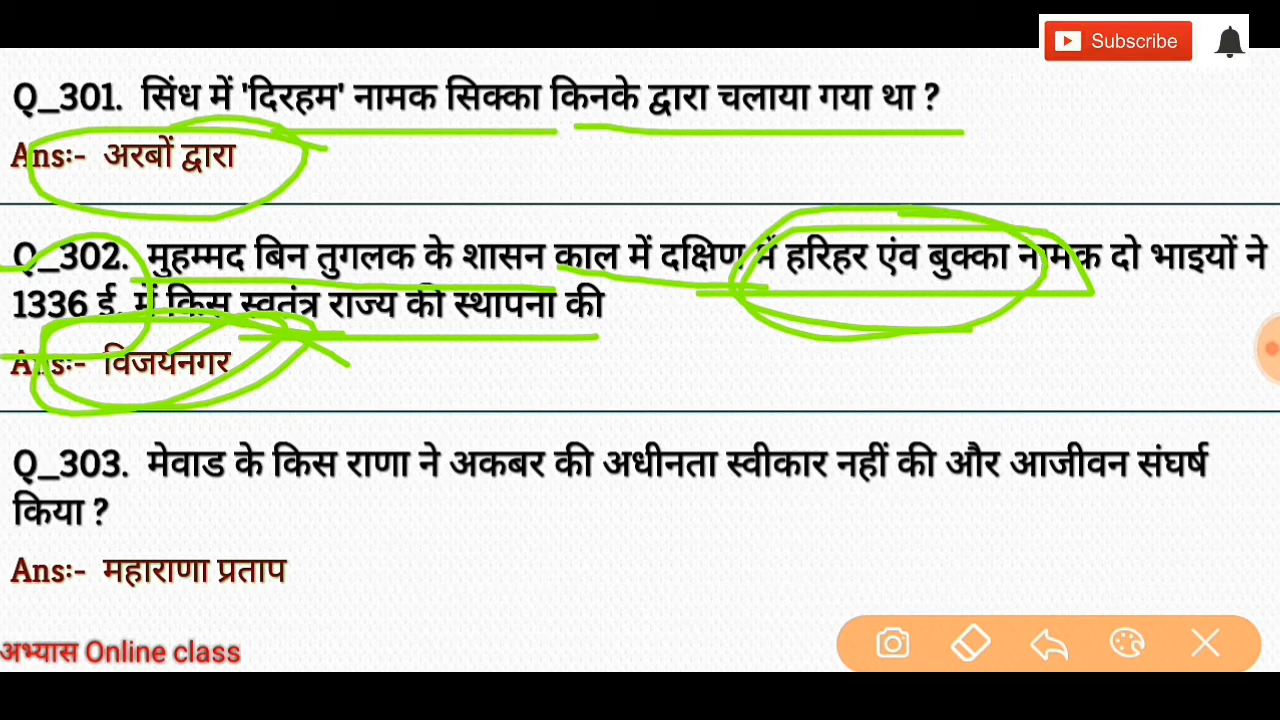 Subscribe
Q_301. सिंध में 'दिरहम' नामक सिक्का किनके द्वारा चलाया गया था ?
Ans:- अरबों द्वारा
Q_302. मुहम्मद बिन तुगलक के शासन काल में दक्षिण में हरिहर एंव बुक्का नामक दो भाइयों ने
1336 ई. में किस स्वतंत्र राज्य की स्थापना की
Ans:- विजयनगर
Q_303. मेवाड के किस राणा ने अकबर की अधीनता स्वीकार नहीं की और आजीवन संघर्ष
किया ?
Ans:- महाराणा प्रताप
अभ्यास Online class